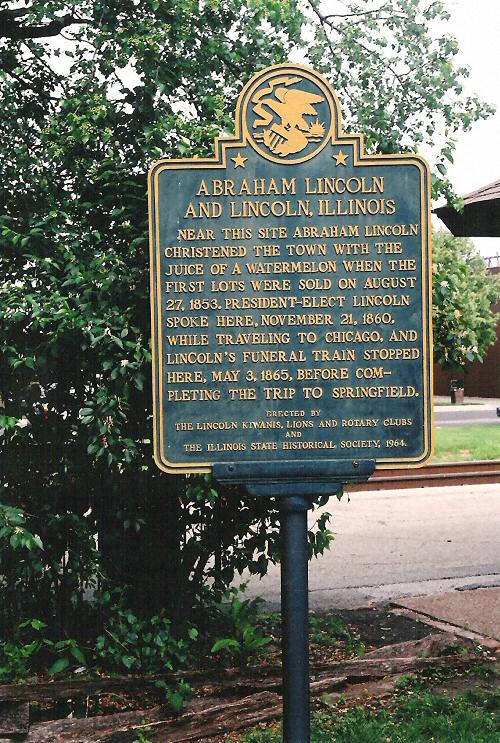 ABRAHAM LINCOLN
AND LINCOLN, ILLINOIS
NEAR THIS SITE ABRAHAM LINCOLN
CHRISTENED THE TOWN WITH THE
JUICE OF A WATERMELON WHEN THE
FIRST LOTS WERE SOLD ON AUGUST
27, 1853. PRESIDENT-ELECT LINCOLN
SPOKE HERE, NOVEMBER 21, 1860,
WHILE TRAVELING TO CHICAGO, AND
LINCOLN'S FUNERAL TRAIN STOPPED
HERE, MAY 3, 1865, BEFORE COM-
PLETING THE TRIP TO SPRINGFIELD.
ERECTED BY
THE LINCOLN KIWANIS, LIONS AND ROTARY CLUBS
AND
THE ILLINOIS STATE HISTORICAL SOCIETY, 1964.